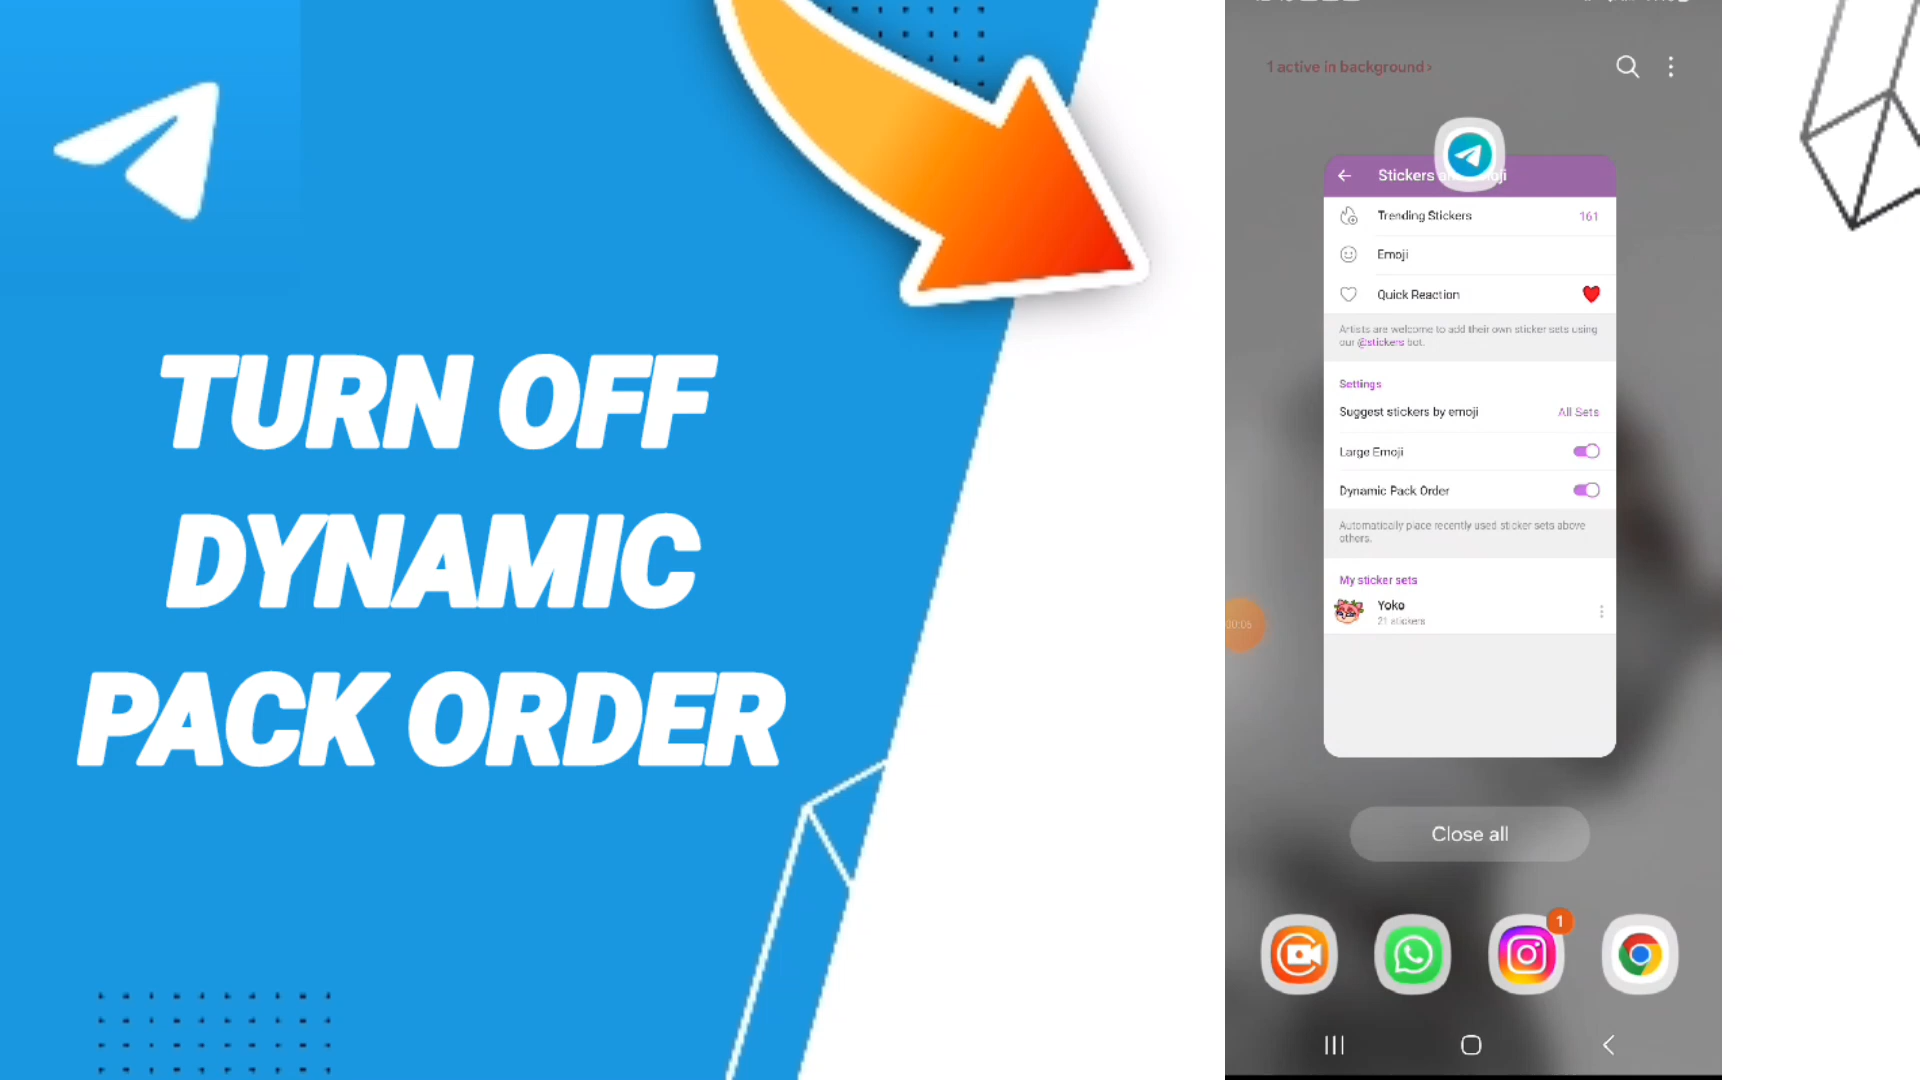 TURN OFF
DYNAMIC
PACK ORDER
1 active in background>
Stickers
Trending Stickers 161
Emoji
Quick Reaction
Artists are welcome to add their own sticker sets using
our @stickers bot.
Settings
Suggest stickers by emoji All Sets
Large Emoji
Dynamic Pack Order
Automatically place recently used sticker sets above
others.
My sticker sets
Yoko
21 stickers
Close all
1